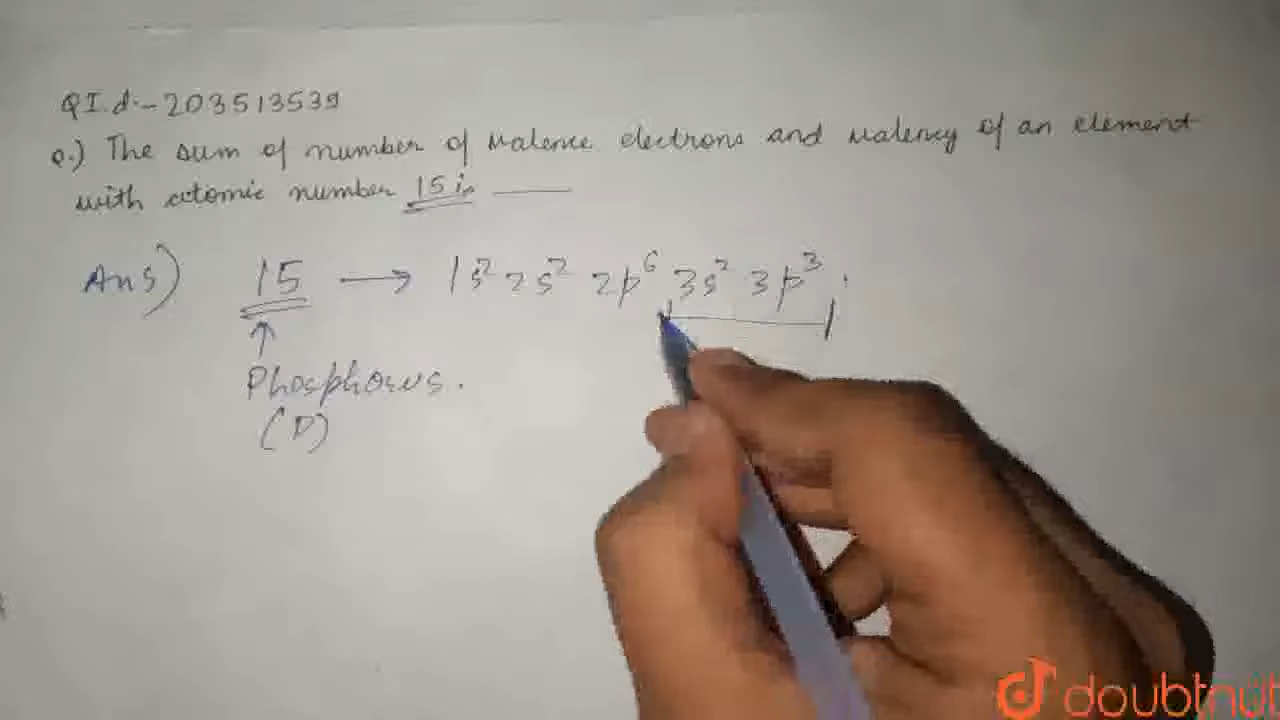 QI.d:-203513539
Q.) The sum of number of valence electrons and valency of an element
with atomic number 15 is ______
Ans) 15 → 1s² 2s² 2p⁶ 3s² 3p³.
↑
Phosphorus.
(P)
doubtnut